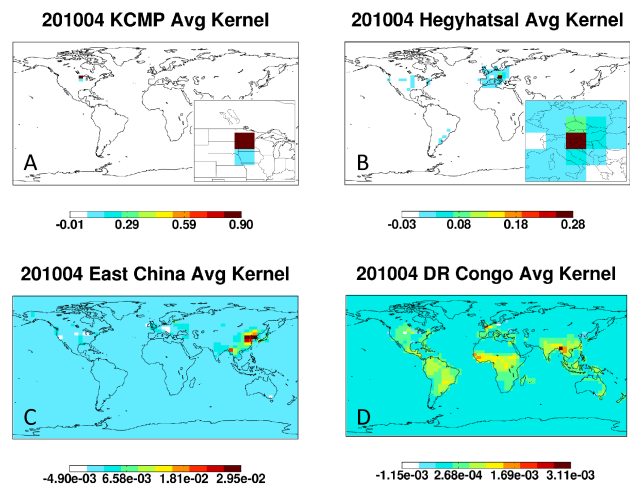 201004 KCMP Avg Kernel
201004 Hegyhatsal Avg Kernel
A
B
-0.01 0.29 0.59 0.90
-0.03 0.08 0.18 0.28
201004 East China Avg Kernel
201004 DR Congo Avg Kernel
C
D
-4.90e-03 6.58e-03 1.81e-02 2.95e-02
-1.15e-03 2.68e-04 1.69e-03 3.11e-03